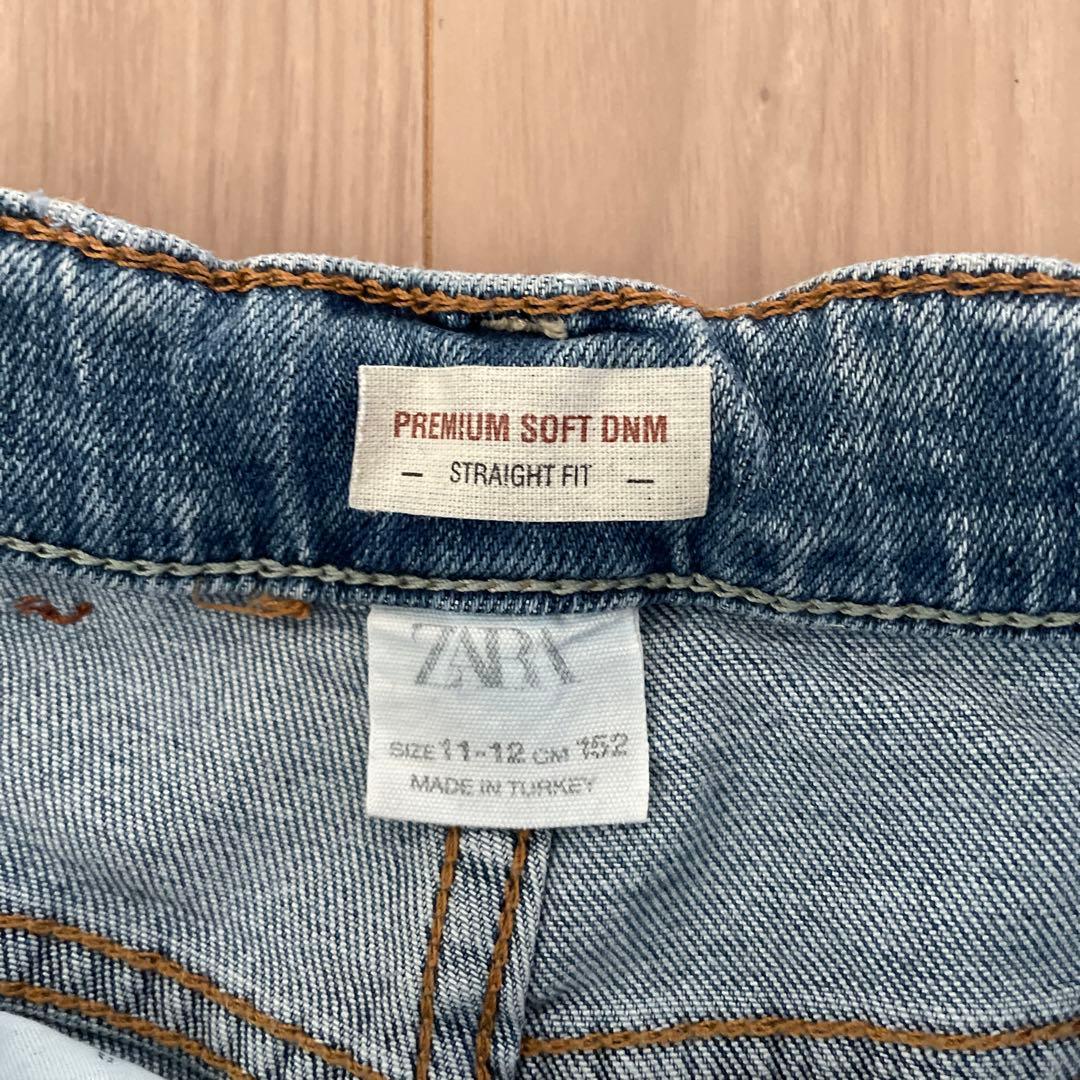 PREMIUM SOFT DNM
– STRAIGHT FIT –
ZARA
SIZE 11-12 CM 152
MADE IN TURKEY